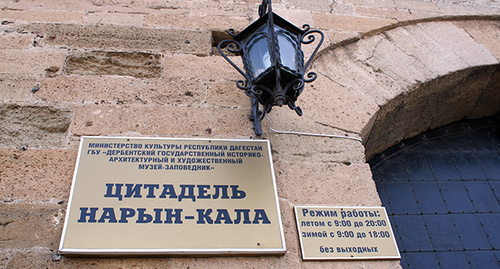 МИНИСТЕРСТВО КУЛЬТУРЫ РЕСПУБЛИКИ ДАГЕСТАН
ГБУ «ДЕРБЕНТСКИЙ ГОСУДАРСТВЕННЫЙ ИСТОРИКО-
АРХИТЕКТУРНЫЙ И ХУДОЖЕСТВЕННЫЙ
МУЗЕЙ-ЗАПОВЕДНИК»
ЦИТАДЕЛЬ
НАРЫН-КАЛА
Режим работы:
летом с 9:00 до 20:00
зимой с 9:00 до 18:00
без выходных